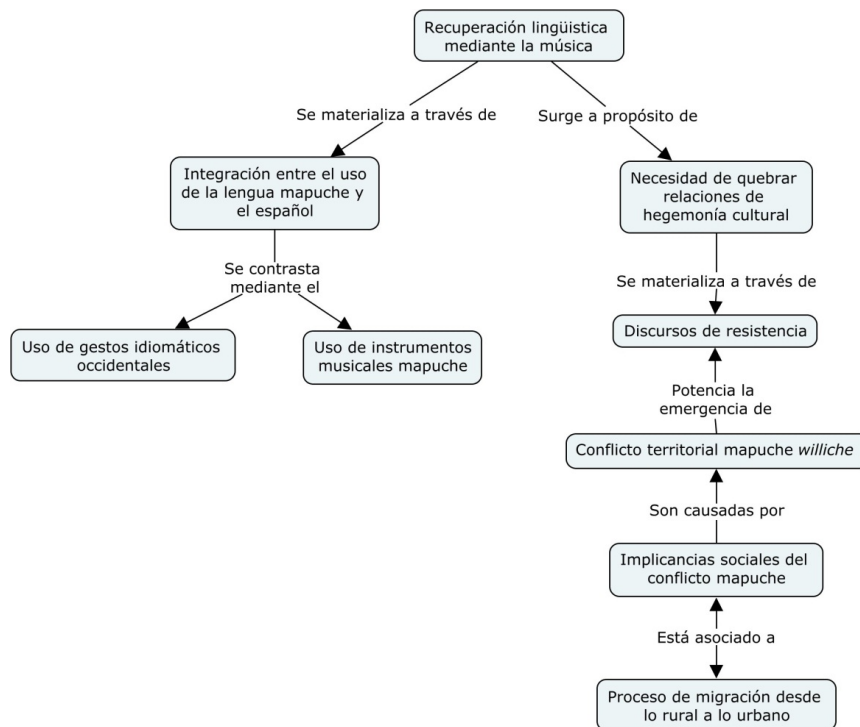 Recuperación lingüistica
mediante la música
Se materializa a través de
Surge a propósito de
Integración entre el uso
de la lengua mapuche y
el español
Necesidad de quebrar
relaciones de
hegemonía cultural
Se contrasta
mediante el
Se materializa a través de
Uso de gestos idiomáticos
occidentales
Uso de instrumentos
musicales mapuche
Discursos de resistencia
Potencia la
emergencia de
Conflicto territorial mapuche williche
Son causadas por
Implicancias sociales del
conflicto mapuche
Está asociado a
Proceso de migración desde
lo rural a lo urbano